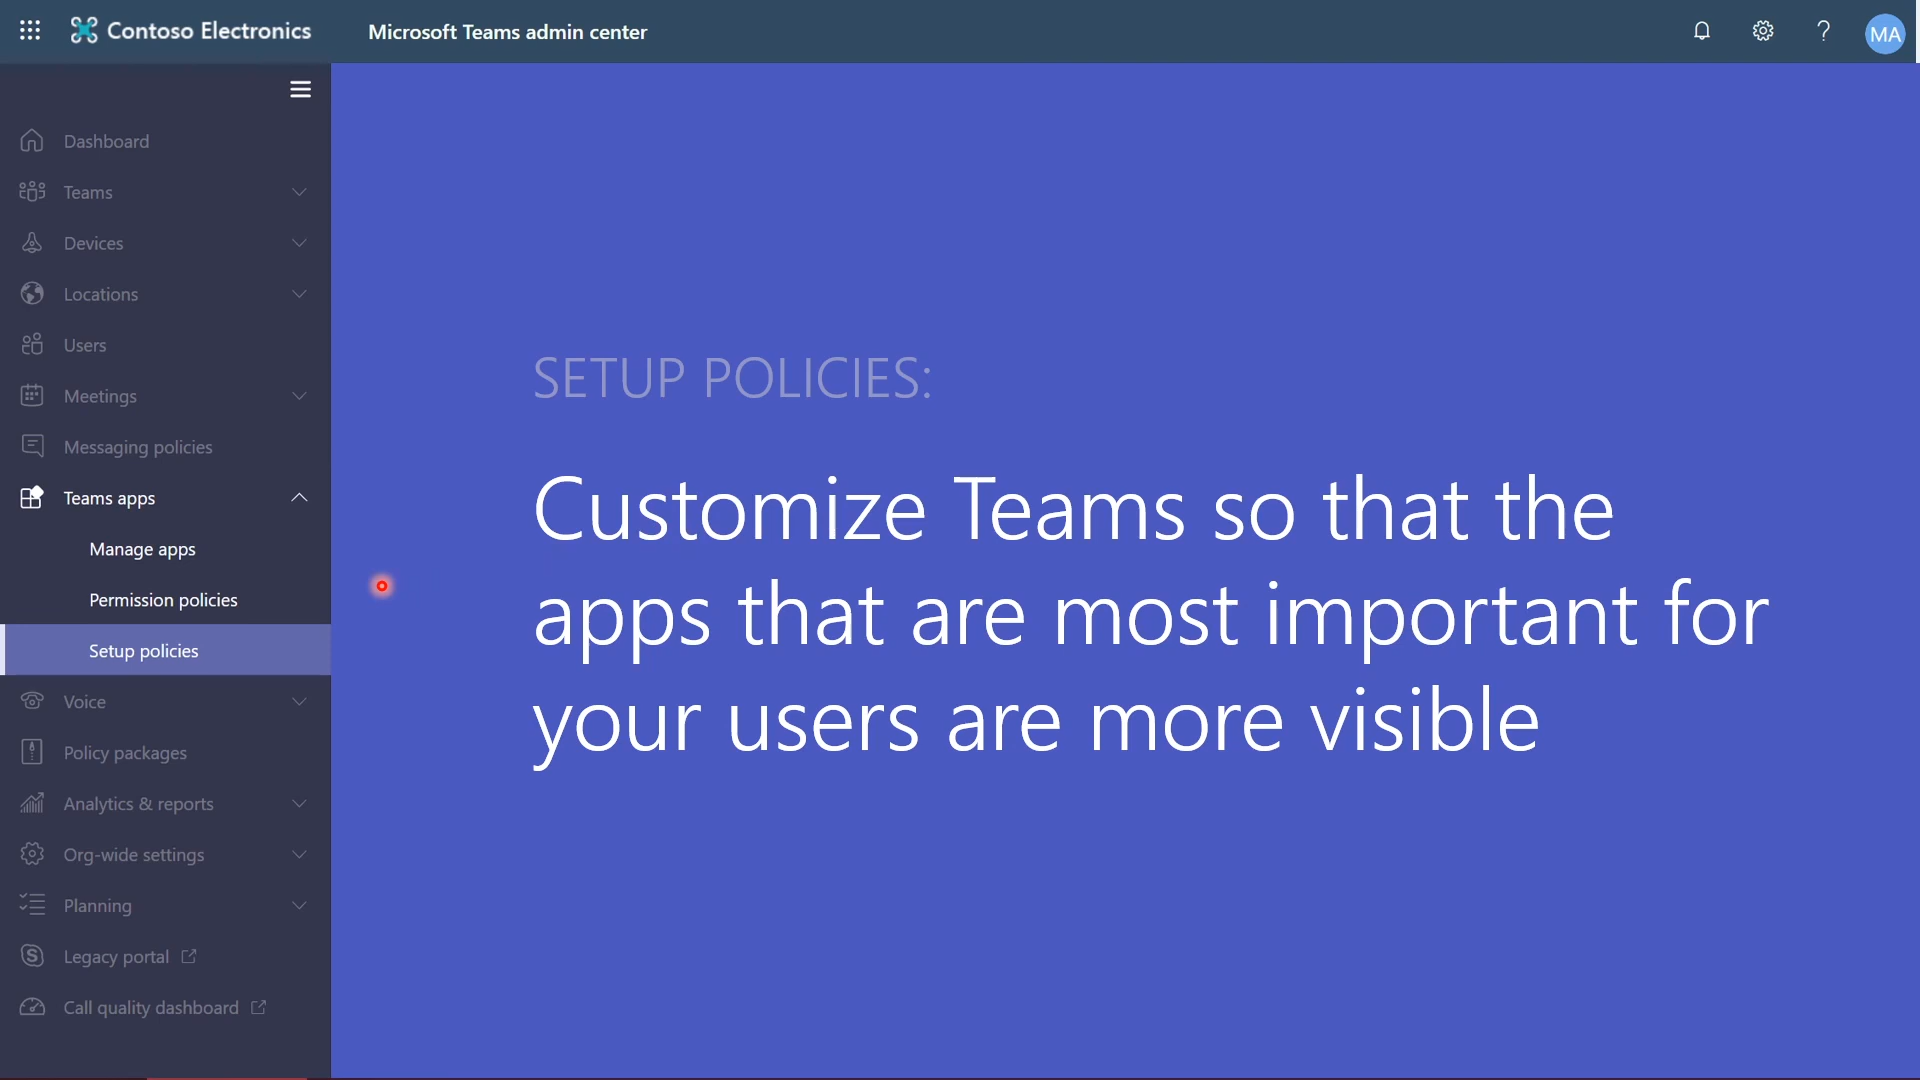 Contoso Electronics
Microsoft Teams admin center
?
MA
Dashboard
Teams
Devices
Locations
Users
Meetings
Messaging policies
Teams apps
Manage apps
Permission policies
Setup policies
Voice
Policy packages
Analytics & reports
Org-wide settings
Planning
Legacy portal
Call quality dashboard
SETUP POLICIES:
Customize Teams so that the
apps that are most important for
your users are more visible